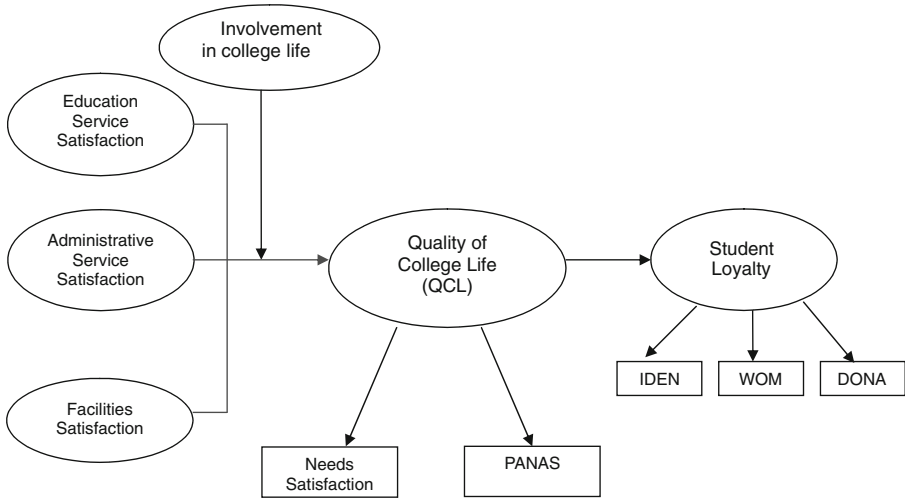 Involvement
in college life
Education
Service
Satisfaction
Administrative
Service
Satisfaction
Facilities
Satisfaction
Quality of
College Life
(QCL)
Student
Loyalty
IDEN
WOM
DONA
Needs
Satisfaction
PANAS